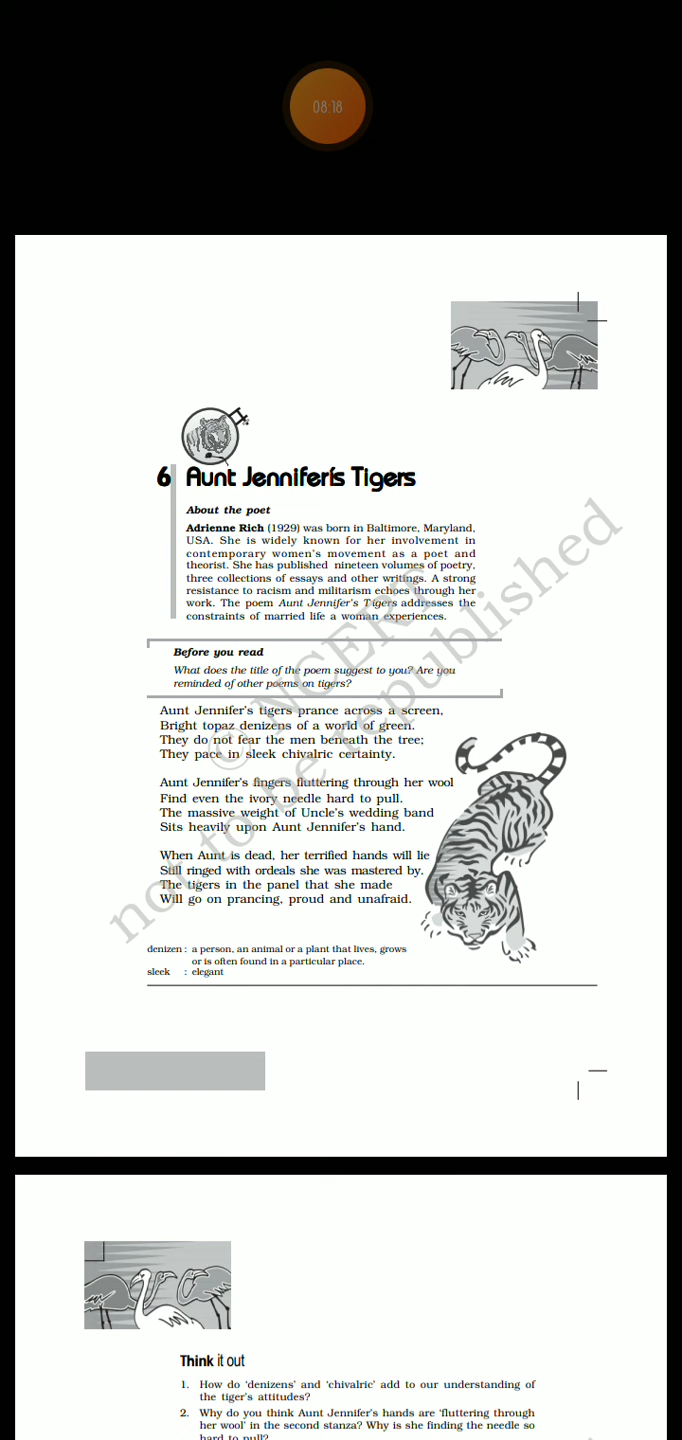 08:18
6 Aunt Jenniferís Tigers
About the poet
Adrienne Rich (1929) was born in Baltimore, Maryland,
USA. She is widely known for her involvement in
contemporary women's movement as a poet and
theorist. She has published nineteen volumes of poetry,
three collections of essays and other writings. A strong
resistance to racism and militarism echoes through her
work. The poem Aunt Jennifer's Tigers addresses the
constraints of married life a woman experiences.
Before you read
What does the title of the poem suggest to you? Are you
reminded of other poems on tigers?
Aunt Jennifer's tigers prance across a screen,
Bright topaz denizens of a world of green.
They do not fear the men beneath the tree;
They pace in sleek chivalric certainty.
Aunt Jennifer's fingers fluttering through her wool
Find even the ivory needle hard to pull.
The massive weight of Uncle's wedding band
Sits heavily upon Aunt Jennifer's hand.
When Aunt is dead, her terrified hands will lie
Still ringed with ordeals she was mastered by.
The tigers in the panel that she made
Will go on prancing, proud and unafraid.
denizen : a person, an animal or a plant that lives, grows
or is often found in a particular place.
sleek : elegant
© NCERT
not to be republished
Think it out
1. How do 'denizens' and 'chivalric' add to our understanding of
the tiger's attitudes?
2. Why do you think Aunt Jennifer's hands are 'fluttering through
her wool' in the second stanza? Why is she finding the needle so
hard to pull?